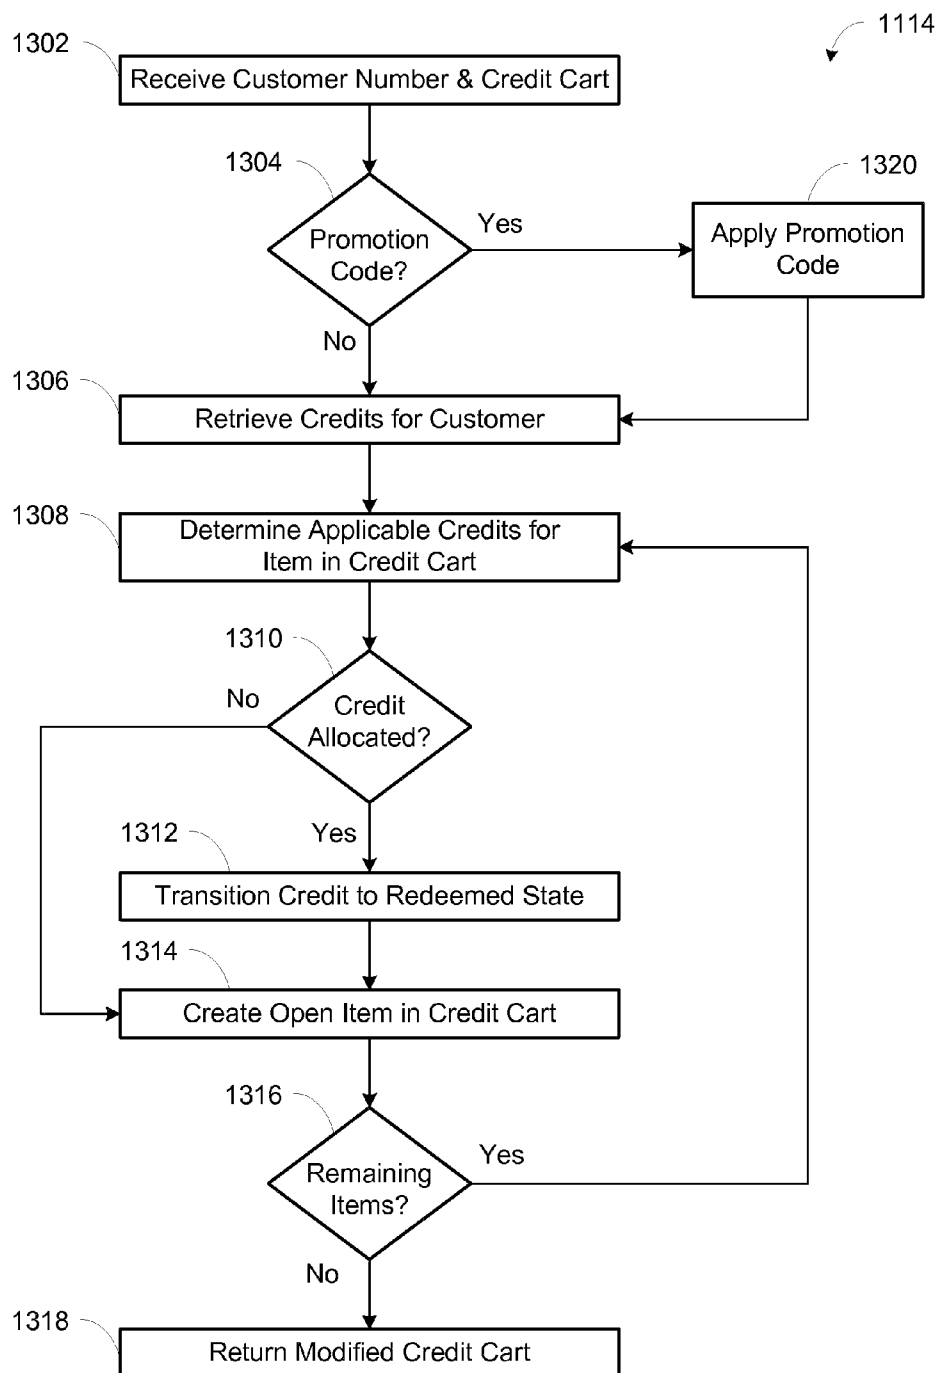 1114
1302
Receive Customer Number & Credit Cart
1304
Promotion
Code?
Yes
1320
Apply Promotion
Code
No
1306
Retrieve Credits for Customer
1308
Determine Applicable Credits for
Item in Credit Cart
1310
No
Credit
Allocated?
Yes
1312
Transition Credit to Redeemed State
1314
Create Open Item in Credit Cart
1316
Remaining
Items?
Yes
No
1318
Return Modified Credit Cart